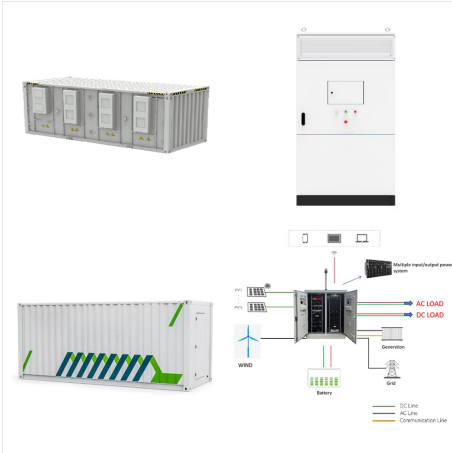 Multiple input/output power
system
PV1
PV n
AC LOAD
DC LOAD
WIND
Generation
Battery
Grid
DC Line
AC Line
Communication Line